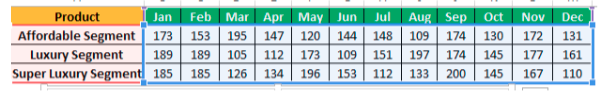 Product Jan Feb Mar Apr May Jun Jul Aug Sep Oct Nov Dec
Affordable Segment 173 153 195 147 120 144 148 109 174 130 172 131
Luxury Segment 189 189 105 112 173 109 151 197 174 145 177 161
Super Luxury Segment 185 185 126 134 196 153 112 133 200 145 167 110